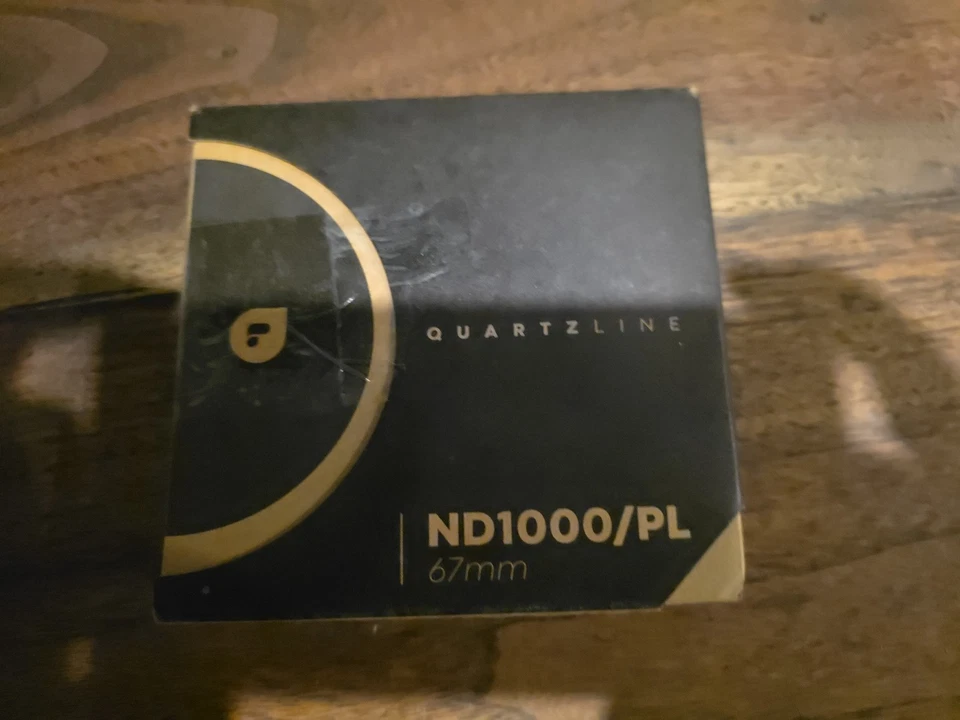 QUARTZLINE
ND1000/PL
67mm